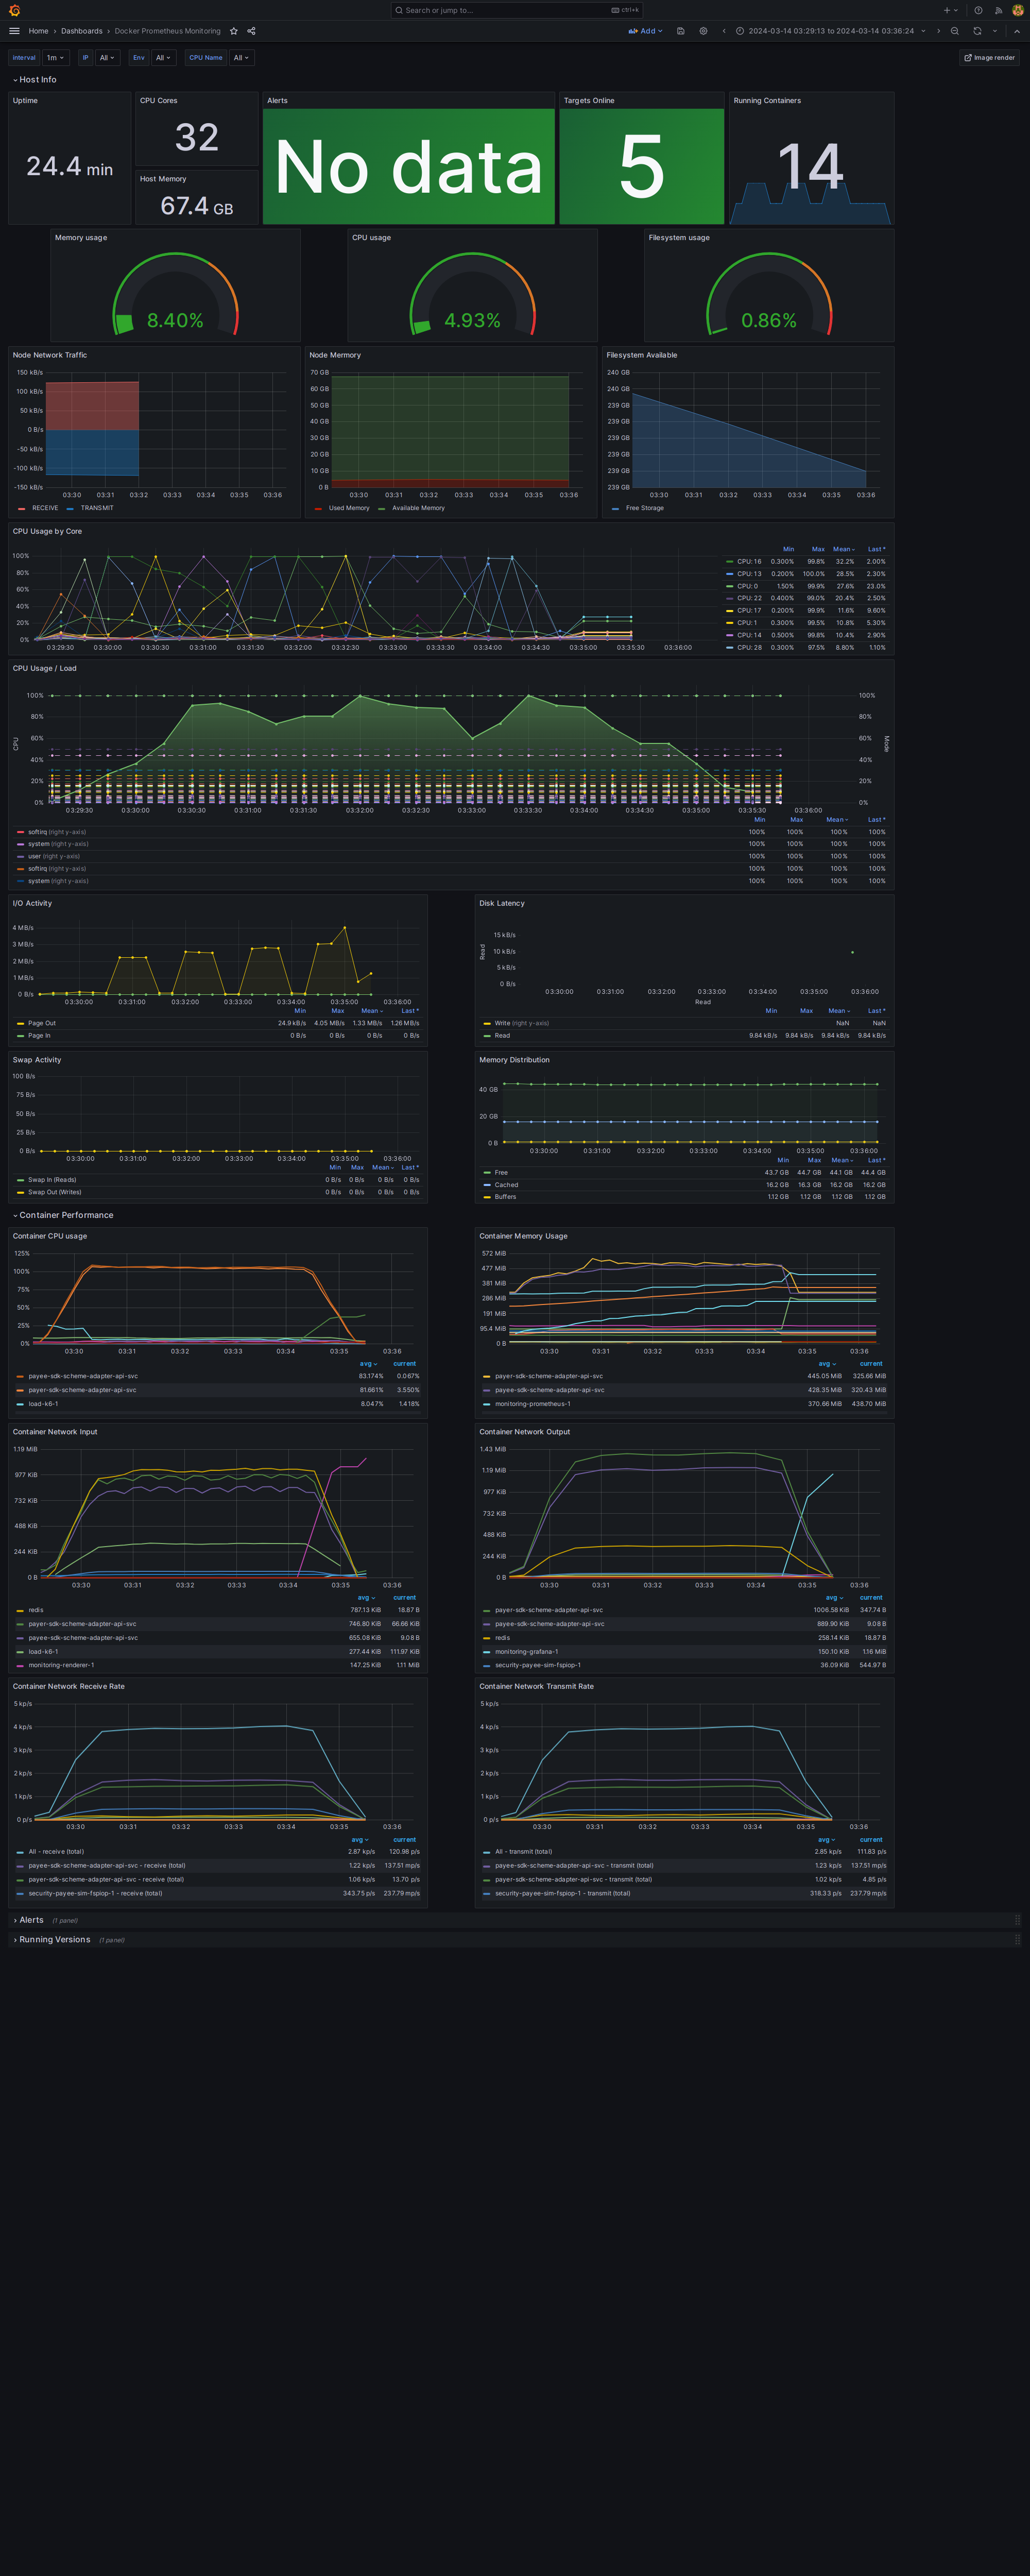 Search or jump to... ctrl+k
Home > Dashboards > Docker Prometheus Monitoring Add 2024-03-14 03:29:13 to 2024-03-14 03:36:24
Interval 1m IP All Env All CPU Name All Image render
Host Info
Uptime CPU Cores Alerts Targets Online Running Containers
24.4 min 32 No data 5 14
Host Memory
67.4 GB
Memory usage CPU usage Filesystem usage
8.40% 4.93% 0.86%
Node Network Traffic Node Mermory Filesystem Available
150 kB/s
100 kB/s
50 kB/s
0 B/s
-50 kB/s
-100 kB/s
-150 kB/s
03:30 03:31 03:32 03:33 03:34 03:35 03:36
RECEIVE TRANSMIT
70 GB
60 GB
50 GB
40 GB
30 GB
20 GB
10 GB
0 B
03:30 03:31 03:32 03:33 03:34 03:35 03:36
Used Memory Available Memory
240 GB
240 GB
239 GB
239 GB
239 GB
239 GB
239 GB
239 GB
03:30 03:31 03:32 03:33 03:34 03:35 03:36
Free Storage
CPU Usage by Core
100%
80%
60%
40%
20%
0%
03:29:30 03:30:00 03:30:30 03:31:00 03:31:30 03:32:00 03:32:30 03:33:00 03:33:30 03:34:00 03:34:30 03:35:00 03:35:30 03:36:00
Min Max Mean Last *
CPU: 16 0.300% 99.8% 32.2% 2.00%
CPU: 13 0.200% 100.0% 28.5% 2.30%
CPU: 0 1.50% 99.9% 27.6% 23.0%
CPU: 22 0.400% 99.0% 20.4% 2.50%
CPU: 17 0.200% 99.9% 11.6% 9.60%
CPU: 1 0.300% 99.5% 10.8% 5.30%
CPU: 14 0.500% 99.8% 10.4% 2.90%
CPU: 28 0.300% 97.5% 8.80% 1.10%
CPU Usage / Load
100% 100%
80% 80%
60% 60%
40% 40%
20% 20%
0% 0%
CPU Mode
03:29:30 03:30:00 03:30:30 03:31:00 03:31:30 03:32:00 03:32:30 03:33:00 03:33:30 03:34:00 03:34:30 03:35:00 03:35:30 03:36:00
Min Max Mean Last *
softirq (right y-axis) 100% 100% 100% 100%
system (right y-axis) 100% 100% 100% 100%
user (right y-axis) 100% 100% 100% 100%
softirq (right y-axis) 100% 100% 100% 100%
system (right y-axis) 100% 100% 100% 100%
I/O Activity
4 MB/s
3 MB/s
2 MB/s
1 MB/s
0 B/s
03:30:00 03:31:00 03:32:00 03:33:00 03:34:00 03:35:00 03:36:00
Min Max Mean Last *
Page Out 24.9 kB/s 4.05 MB/s 1.33 MB/s 1.26 MB/s
Page In 0 B/s 0 B/s 0 B/s 0 B/s
Disk Latency
15 kB/s
10 kB/s
5 kB/s
0 B/s
Read
03:30:00 03:31:00 03:32:00 03:33:00 03:34:00 03:35:00 03:36:00
Read
Min Max Mean Last *
Write (right y-axis) NaN NaN
Read 9.84 kB/s 9.84 kB/s 9.84 kB/s 9.84 kB/s
Swap Activity
100 B/s
75 B/s
50 B/s
25 B/s
0 B/s
03:30:00 03:31:00 03:32:00 03:33:00 03:34:00 03:35:00 03:36:00
Min Max Mean Last *
Swap In (Reads) 0 B/s 0 B/s 0 B/s 0 B/s
Swap Out (Writes) 0 B/s 0 B/s 0 B/s 0 B/s
Memory Distribution
40 GB
20 GB
0 B
03:30:00 03:31:00 03:32:00 03:33:00 03:34:00 03:35:00 03:36:00
Min Max Mean Last *
Free 43.7 GB 44.7 GB 44.1 GB 44.4 GB
Cached 16.2 GB 16.3 GB 16.2 GB 16.2 GB
Buffers 1.12 GB 1.12 GB 1.12 GB 1.12 GB
Container Performance
Container CPU usage
125%
100%
75%
50%
25%
0%
03:30 03:31 03:32 03:33 03:34 03:35 03:36
avg current
payee-sdk-scheme-adapter-api-svc 83.174% 0.067%
payer-sdk-scheme-adapter-api-svc 81.661% 3.550%
load-k6-1 8.047% 1.418%
Container Memory Usage
572 MiB
477 MiB
381 MiB
286 MiB
191 MiB
95.4 MiB
0 B
03:30 03:31 03:32 03:33 03:34 03:35 03:36
avg current
payer-sdk-scheme-adapter-api-svc 445.05 MiB 325.66 MiB
payee-sdk-scheme-adapter-api-svc 428.35 MiB 320.43 MiB
monitoring-prometheus-1 370.66 MiB 438.70 MiB
Container Network Input
1.19 MiB
977 KiB
732 KiB
488 KiB
244 KiB
0 B
03:30 03:31 03:32 03:33 03:34 03:35 03:36
avg current
redis 787.13 KiB 18.87 B
payer-sdk-scheme-adapter-api-svc 746.80 KiB 66.66 KiB
payee-sdk-scheme-adapter-api-svc 655.08 KiB 9.08 B
load-k6-1 277.44 KiB 111.97 KiB
monitoring-renderer-1 147.25 KiB 1.11 MiB
Container Network Output
1.43 MiB
1.19 MiB
977 KiB
732 KiB
488 KiB
244 KiB
0 B
03:30 03:31 03:32 03:33 03:34 03:35 03:36
avg current
payer-sdk-scheme-adapter-api-svc 1006.58 KiB 347.74 B
payee-sdk-scheme-adapter-api-svc 889.90 KiB 9.08 B
redis 258.14 KiB 18.87 B
monitoring-grafana-1 150.10 KiB 1.16 MiB
security-payee-sim-fspiop-1 36.09 KiB 544.97 B
Container Network Receive Rate
5 kp/s
4 kp/s
3 kp/s
2 kp/s
1 kp/s
0 p/s
03:30 03:31 03:32 03:33 03:34 03:35 03:36
avg current
All - receive (total) 2.87 kp/s 120.98 p/s
payee-sdk-scheme-adapter-api-svc - receive (total) 1.22 kp/s 137.51 mp/s
payer-sdk-scheme-adapter-api-svc - receive (total) 1.06 kp/s 13.70 p/s
security-payee-sim-fspiop-1 - receive (total) 343.75 p/s 237.79 mp/s
Container Network Transmit Rate
5 kp/s
4 kp/s
3 kp/s
2 kp/s
1 kp/s
0 p/s
03:30 03:31 03:32 03:33 03:34 03:35 03:36
avg current
All - transmit (total) 2.85 kp/s 111.83 p/s
payee-sdk-scheme-adapter-api-svc - transmit (total) 1.23 kp/s 137.51 mp/s
payer-sdk-scheme-adapter-api-svc - transmit (total) 1.02 kp/s 4.85 p/s
security-payee-sim-fspiop-1 - transmit (total) 318.33 p/s 237.79 mp/s
Alerts (1 panel)
Running Versions (1 panel)